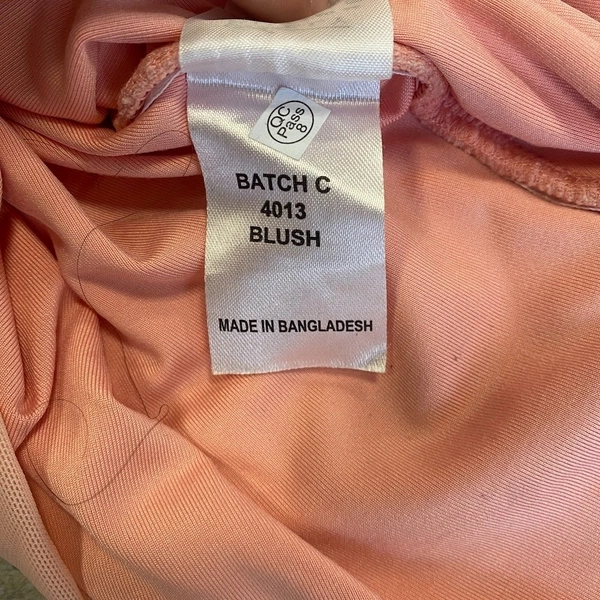 QC
Pass
8
BATCH C
4013
BLUSH
MADE IN BANGLADESH